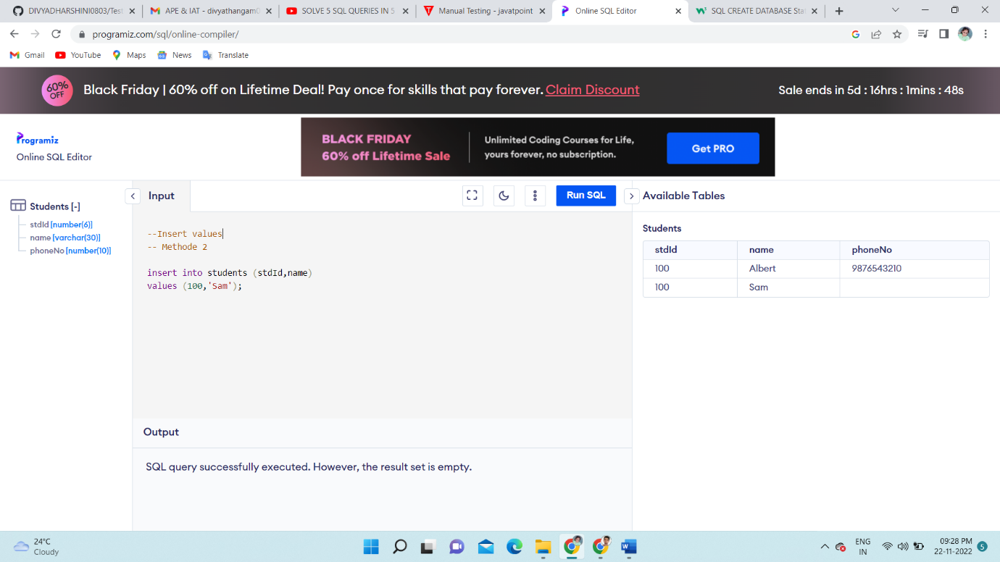 DIVYADHARSHINI0803/Test
APE & IAT - divyathangam0
SOLVE 5 SQL QUERIES IN 5
Manual Testing - javatpoint
Online SQL Editor
SQL CREATE DATABASE Sta
programiz.com/sql/online-compiler/
Gmail
YouTube
Maps
News
Translate
60% OFF
Black Friday | 60% off on Lifetime Deal! Pay once for skills that pay forever. Claim Discount
Sale ends in 5d : 16hrs : 1mins : 48s
Programiz
Online SQL Editor
BLACK FRIDAY
60% off Lifetime Sale
Unlimited Coding Courses for Life,
yours forever, no subscription.
Get PRO
Students [-]
stdId [number(6)]
name [varchar(30)]
phoneNo [number(10)]
Input
Run SQL
--Insert values
-- Methode 2
insert into students (stdId,name)
values (100,'Sam');
Output
SQL query successfully executed. However, the result set is empty.
Available Tables
Students
stdId name phoneNo
100 Albert 9876543210
100 Sam
24°C
Cloudy
ENG
IN
09:28 PM
22-11-2022
5